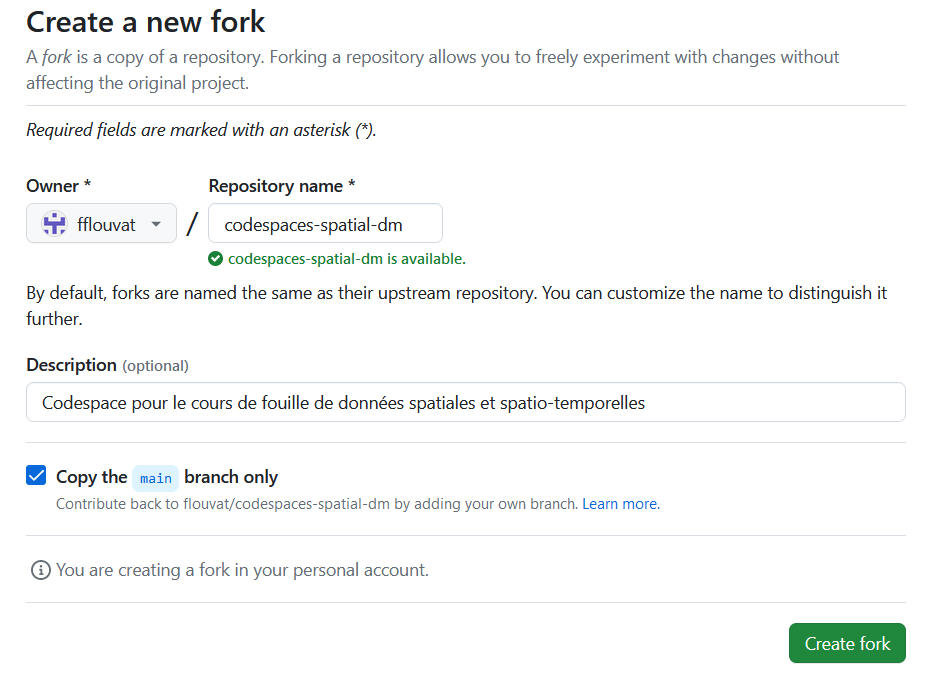 Create a new fork
A fork is a copy of a repository. Forking a repository allows you to freely experiment with changes without
affecting the original project.
Required fields are marked with an asterisk (*).
Owner *
Repository name *
fflouvat
/
codespaces-spatial-dm
codespaces-spatial-dm is available.
By default, forks are named the same as their upstream repository. You can customize the name to distinguish it
further.
Description (optional)
Codespace pour le cours de fouille de données spatiales et spatio-temporelles
Copy the main branch only
Contribute back to flouvat/codespaces-spatial-dm by adding your own branch. Learn more.
You are creating a fork in your personal account.
Create fork